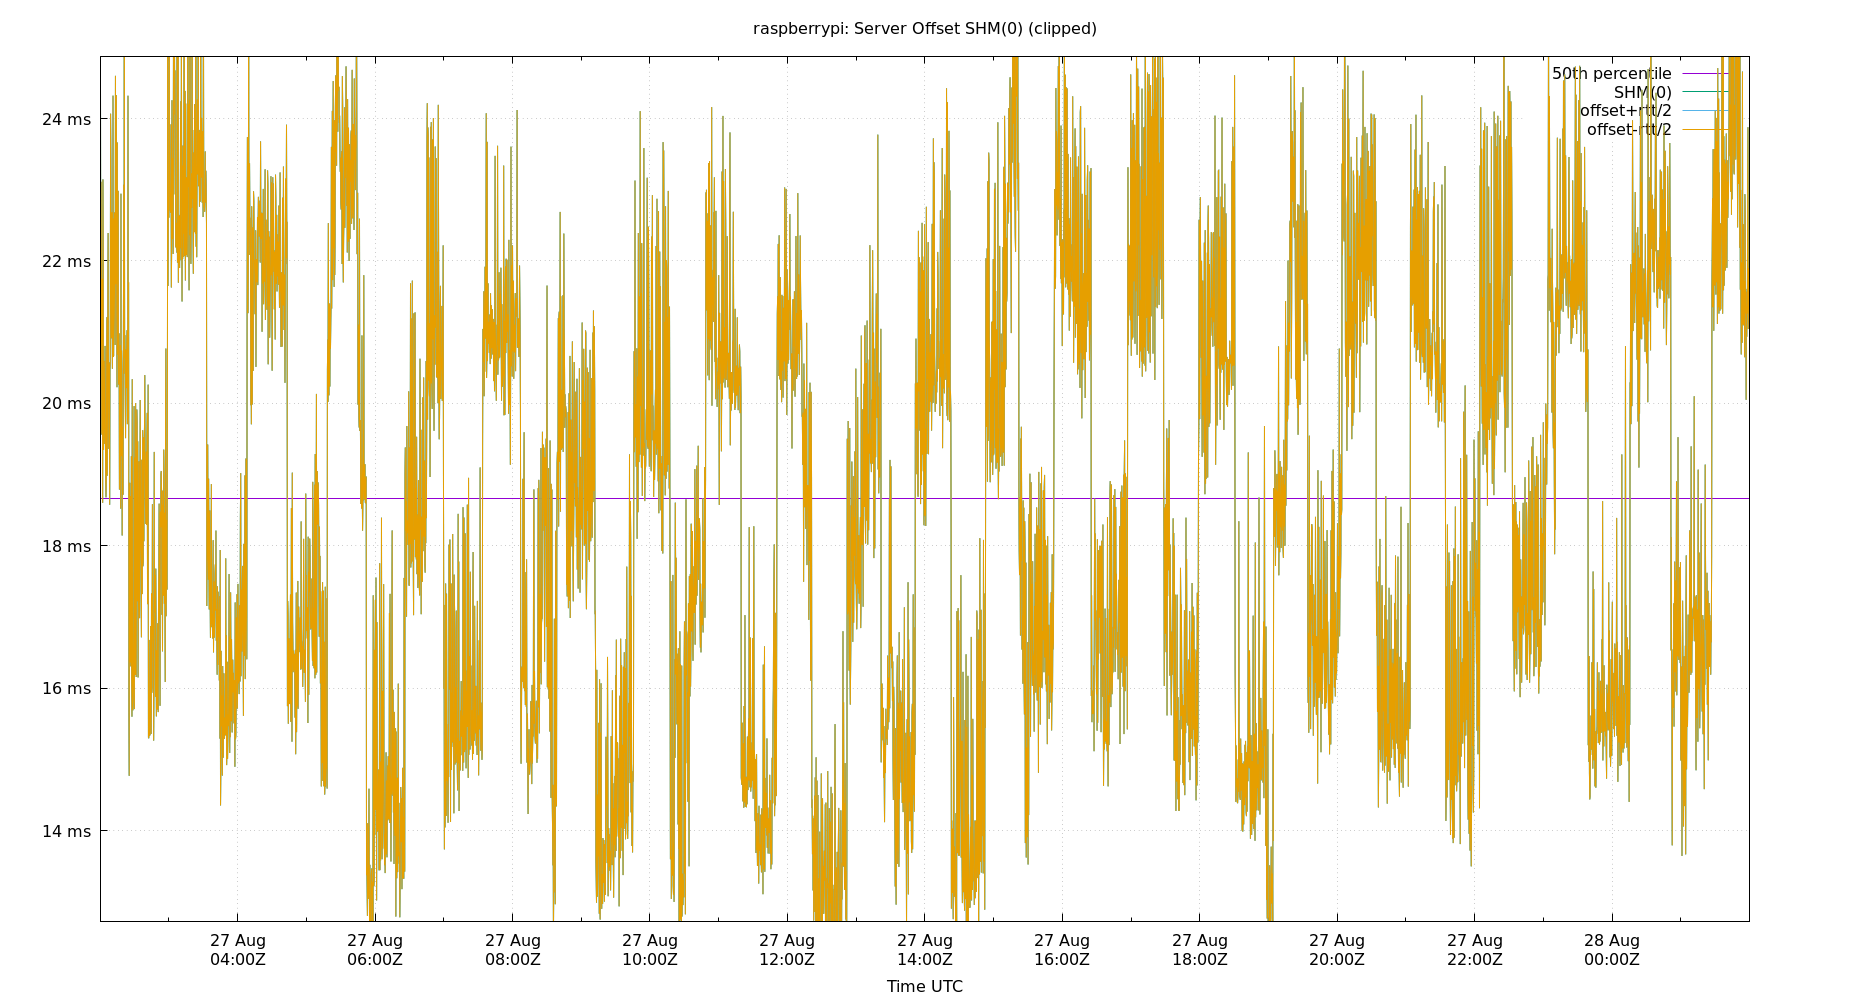 raspberrypi: Server Offset SHM(0) (clipped)
50th percentile
SHM(0)
offset+rtt/2
offset-rtt/2
24 ms
22 ms
20 ms
18 ms
16 ms
14 ms
27 Aug 27 Aug 27 Aug 27 Aug 27 Aug 27 Aug 27 Aug 27 Aug 27 Aug 27 Aug 28 Aug
04:00Z 06:00Z 08:00Z 10:00Z 12:00Z 14:00Z 16:00Z 18:00Z 20:00Z 22:00Z 00:00Z
Time UTC